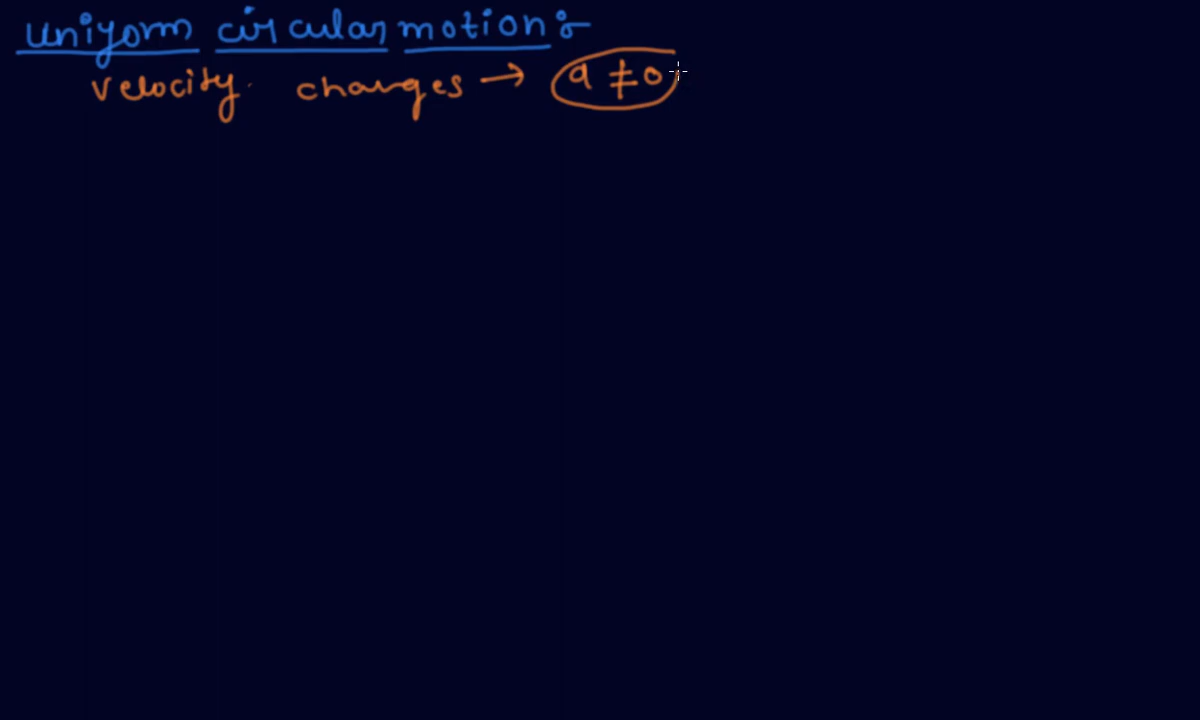 uniform circular motion :-
velocity changes → a ≠ 0